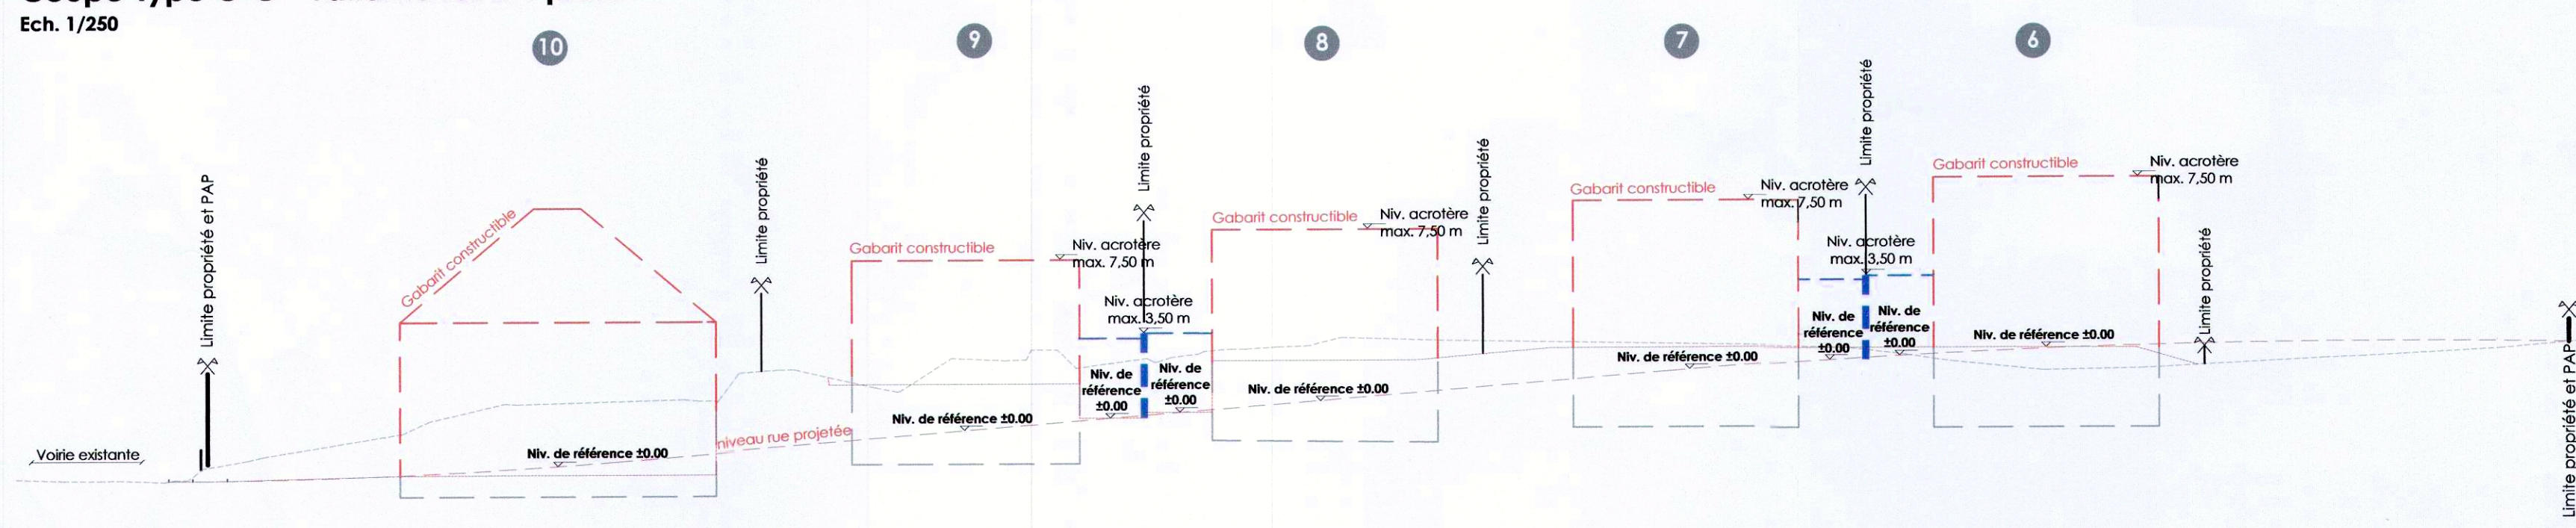 Ech. 1/250
10
9
8
7
6
Limite propriété et PAP
Gabarit constructible
Limite propriété
Gabarit constructible
Niv. acrotère
max. 7,50 m
Limite propriété
Niv. acrotère
max. 3,50 m
Gabarit constructible
Niv. acrotère
max. 7,50 m
Limite propriété
Gabarit constructible
Niv. acrotère
max. 7,50 m
Limite propriété
Niv. acrotère
max. 3,50 m
Gabarit constructible
Niv. acrotère
max. 7,50 m
Limite propriété
Limite propriété et PAP
Voirie existante
Niv. de référence ±0.00
niveau rue projetée
Niv. de référence ±0.00
Niv. de
référence
±0.00
Niv. de
référence
±0.00
Niv. de référence ±0.00
Niv. de référence ±0.00
Niv. de
référence
±0.00
Niv. de
référence
±0.00
Niv. de référence ±0.00